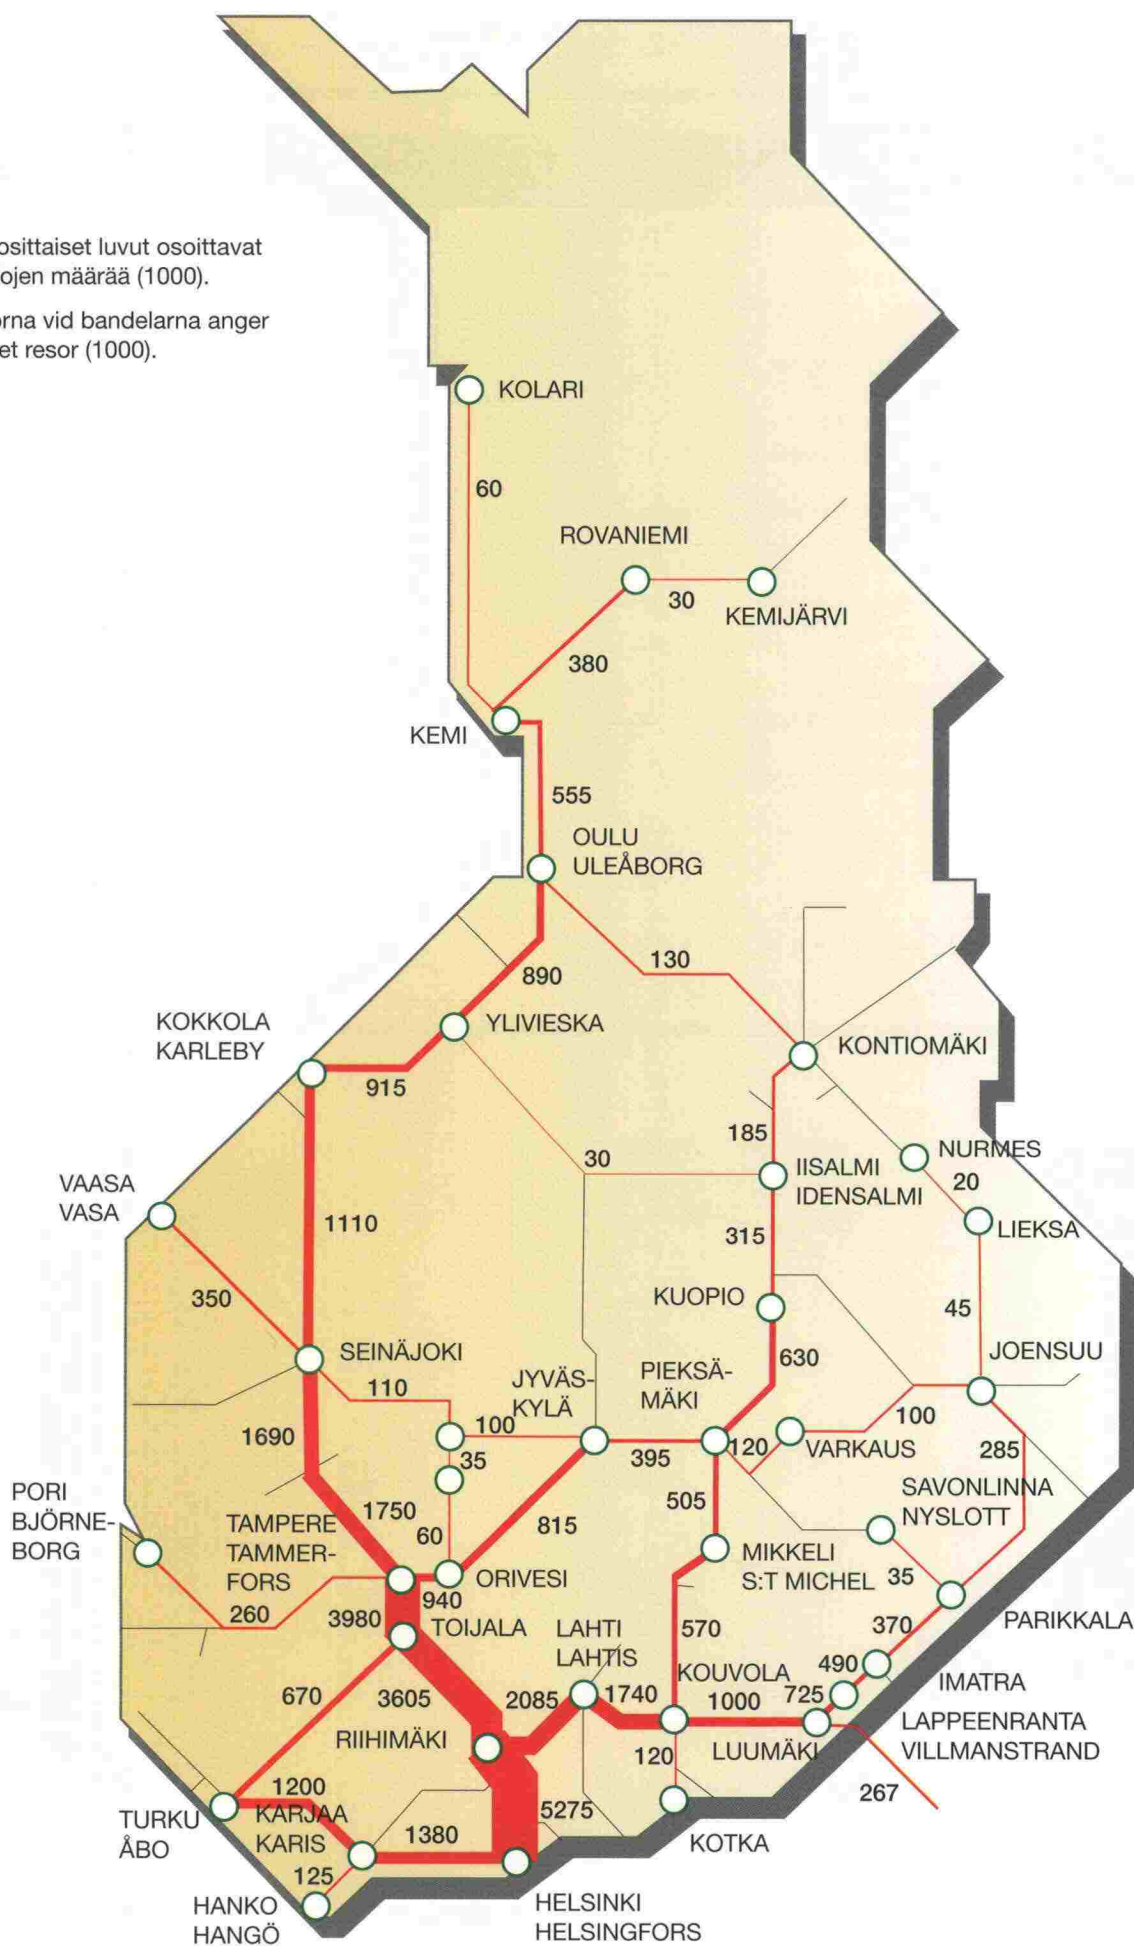 osittaiset luvut osoittavat
ojen määrää (1000).
orna vid bandelarna anger
et resor (1000).
KOLARI
60
ROVANIEMI
30
KEMIJÄRVI
380
KEMI
555
OULU
ULEÅBORG
130
890
KOKKOLA
KARLEBY
YLIVIESKA
KONTIOMÄKI
915
185
30
NURMES
IISALMI
IDENSALMI
20
VAASA
VASA
1110
LIEKSA
315
350
KUOPIO
45
SEINÄJOKI
630
JOENSUU
110
JYVÄS-
KYLÄ
PIEKSÄ-
MÄKI
100
100
1690
35
395
120
VARKAUS
285
PORI
BJÖRNE-
BORG
SAVONLINNA
NYSLOTT
1750
505
TAMPERE
TAMMER-
FORS
60
815
MIKKELI
S:T MICHEL
ORIVESI
35
940
260
3980
TOIJALA
PARIKKALA
LAHTI
LAHTIS
570
370
490
KOUVOLA
IMATRA
670
3605
2085
1740
1000
725
RIIHIMÄKI
LUUMÄKI
LAPPEENRANTA
VILLMANSTRAND
120
1200
267
TURKU
ÅBO
KARJAA
KARIS
5275
1380
KOTKA
125
HANKO
HANGÖ
HELSINKI
HELSINGFORS